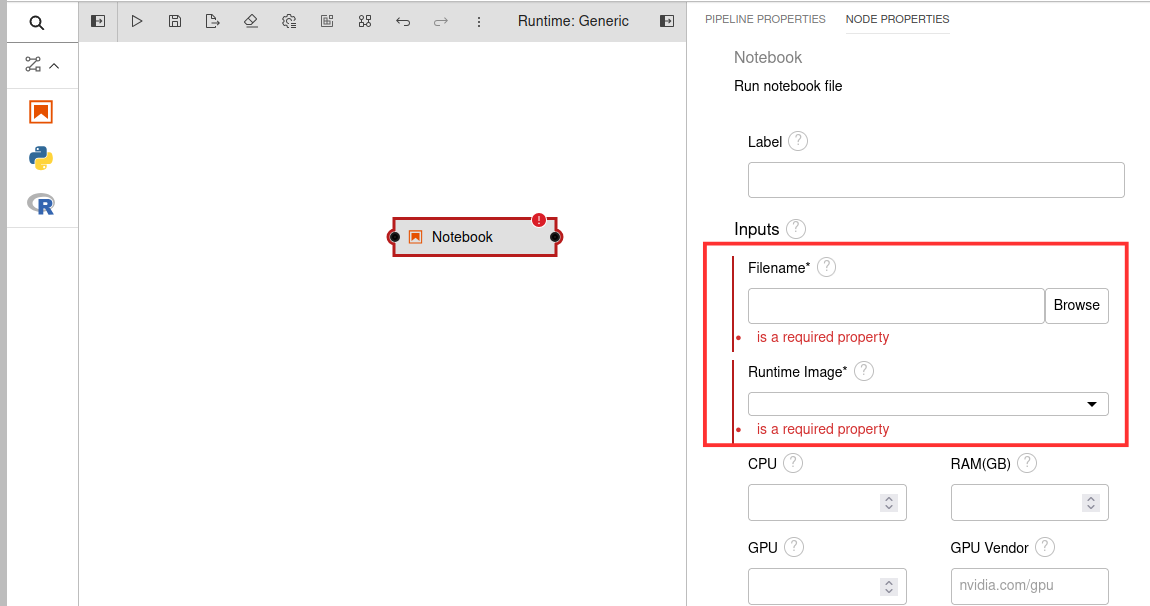 Runtime: Generic
PIPELINE PROPERTIES NODE PROPERTIES
Notebook
Run notebook file
Label ?
Notebook !
Inputs ?
Filename* ?
Browse
is a required property
Runtime Image* ?
is a required property
CPU ? RAM(GB) ?
GPU ? GPU Vendor ?
nvidia.com/gpu
R